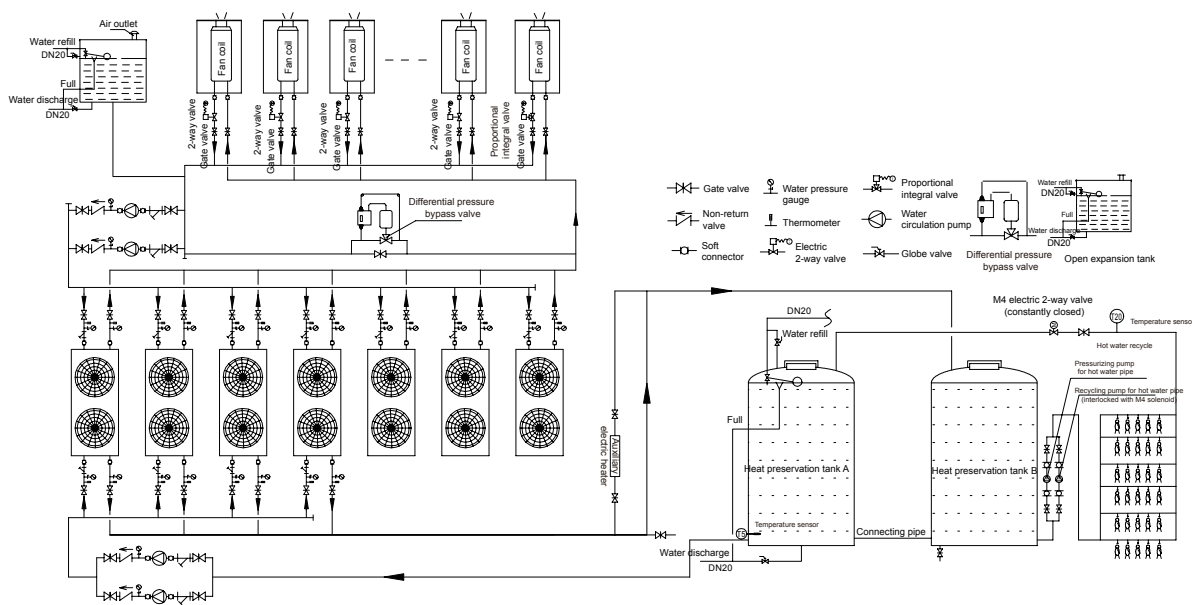 Air outlet
Water refill
DN20
Full
Water discharge
DN20
Fan coil
Fan coil
Fan coil
Fan coil
Fan coil
2-way valve
Gate valve
2-way valve
Gate valve
2-way valve
Gate valve
2-way valve
Gate valve
Proportional
integral valve
Gate valve
Differential pressure
bypass valve
Gate valve
Water pressure
gauge
Proportional
integral valve
Non-return
valve
Thermometer
Water
circulation pump
Soft
connector
Electric
2-way valve
Globe valve
Water refill
DN20
Full
Water discharge
DN20
Differential pressure
bypass valve
Open expansion tank
M4 electric 2-way valve
(constantly closed)
T20
Temperature senso
Hot water recycle
Pressurizing pump
for hot water pipe
Recycling pump for hot water pipe
(interlocked with M4 solenoid)
DN20
Water refill
Full
Auxiliary
electric heater
Heat preservation tank A
Heat preservation tank B
T5
Temperature sensor
Connecting pipe
Water discharge
DN20